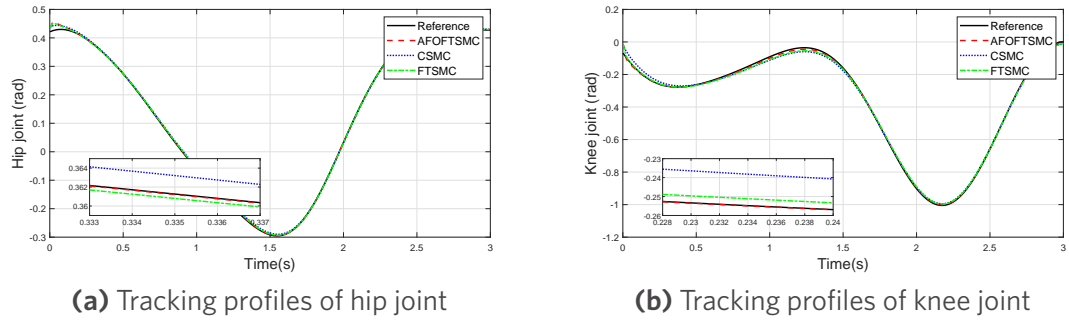 0.5
0.4
0.3
0.2
0.1
0
-0.1
-0.2
-0.3
Hip joint (rad)
Reference
AFOFTSMC
CSMC
FTSMC
0.364
0.362
0.36
0.333 0.334 0.335 0.336 0.337
0 0.5 1 1.5 2 2.5 3
Time(s)
(a) Tracking profiles of hip joint
0.2
0
-0.2
-0.4
-0.6
-0.8
-1
-1.2
Knee joint (rad)
Reference
AFOFTSMC
CSMC
FTSMC
-0.23
-0.24
-0.25
-0.26
0.228 0.23 0.232 0.234 0.236 0.238 0.24
0 0.5 1 1.5 2 2.5 3
Time(s)
(b) Tracking profiles of knee joint